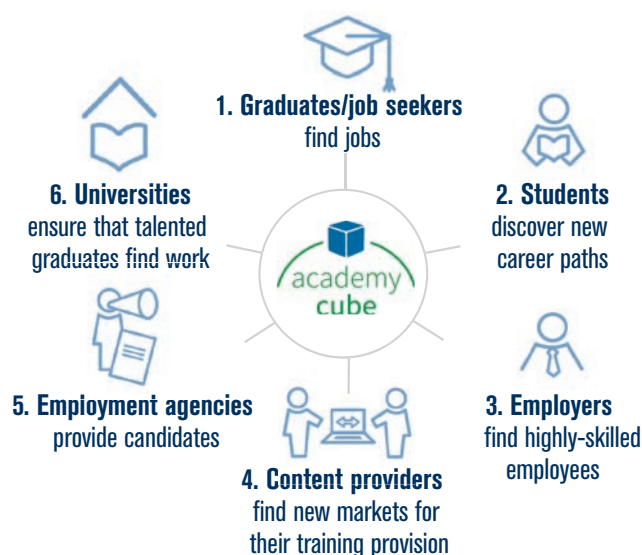 1. Graduates/job seekers
find jobs
2. Students
discover new
career paths
3. Employers
find highly-skilled
employees
4. Content providers
find new markets for
their training provision
5. Employment agencies
provide candidates
6. Universities
ensure that talented
graduates find work
academy
cube